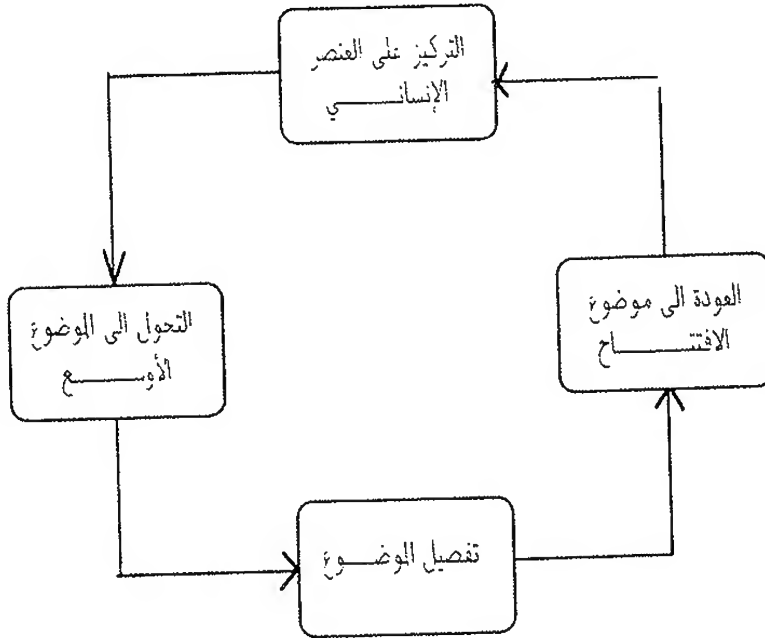 التركيز على العنصر
الإنساني
العودة الى موضوع
الافتتاح
التحول الى الموضوع
الأوسع
تفصيل الموضوع